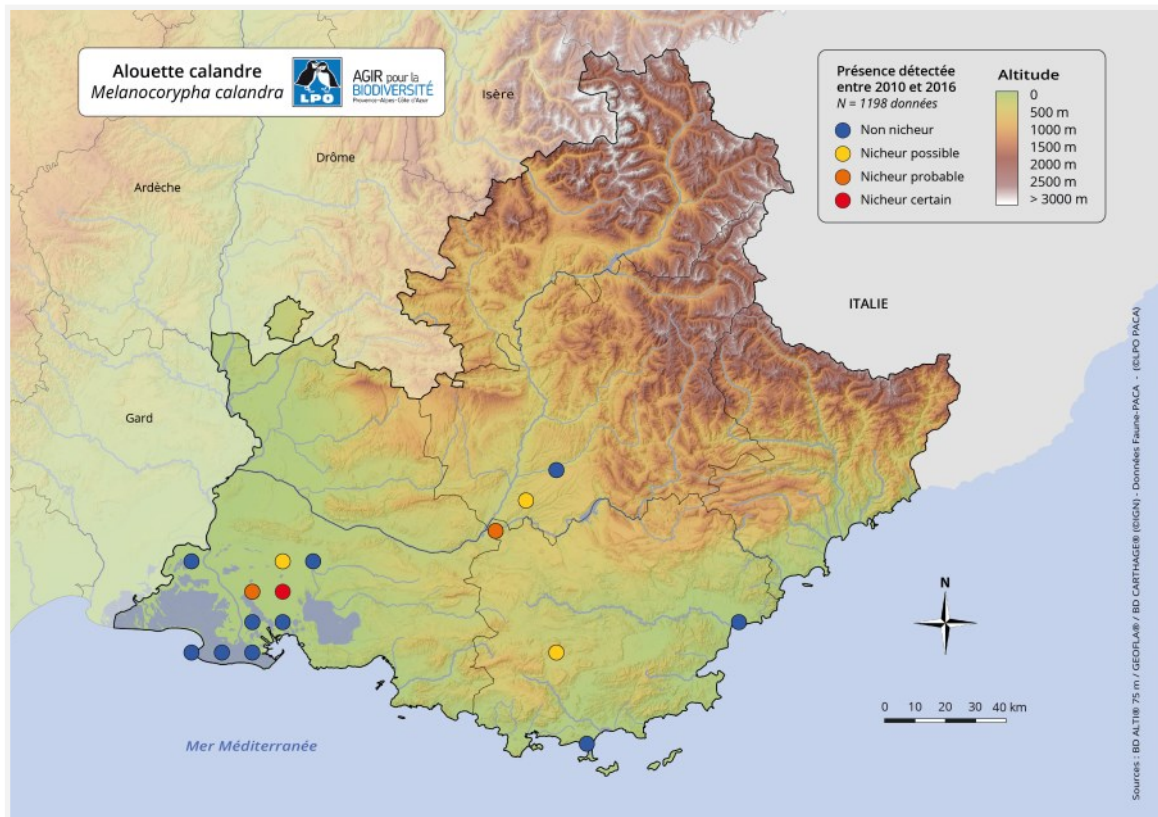 Alouette calandre
Melanocorypha calandra
LPO
AGIR pour la
BIODIVERSITÉ
Provence-Alpes-Côte d'Azur
Présence détectée
entre 2010 et 2016
N = 1198 données
Non nicheur
Nicheur possible
Nicheur probable
Nicheur certain
Altitude
0
500 m
1000 m
1500 m
2000 m
2500 m
> 3000 m
Isère
Drôme
Ardèche
ITALIE
Gard
N
0 10 20 30 40 km
Mer Méditerranée
Sources : BD ALTI® 75 m / GEOFLA® / BD CARTHAGE® (©IGN) - Données Faune-PACA - (©LPO PACA)